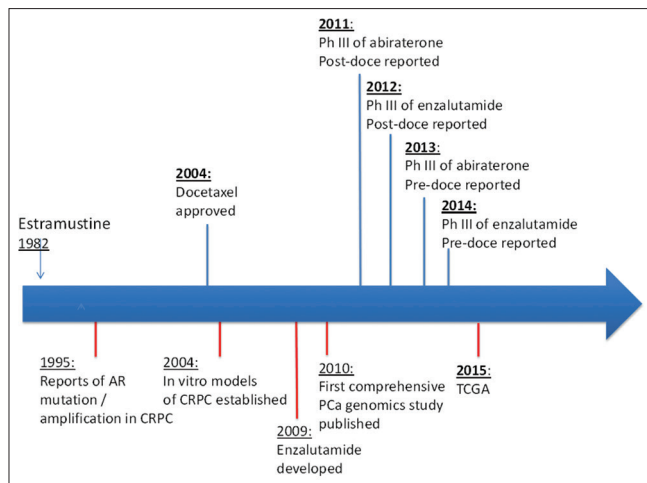 2011:
Ph III of abiraterone
Post-doce reported
2012:
Ph III of enzalutamide
Post-doce reported
2013:
Ph III of abiraterone
Pre-doce reported
2014:
Ph III of enzalutamide
Pre-doce reported
2004:
Docetaxel
approved
Estramustine
1982
1995:
Reports of AR
mutation /
amplification in CRPC
2004:
In vitro models
of CRPC established
2009:
Enzalutamide
developed
2010:
First comprehensive
PCa genomics study
published
2015:
TCGA